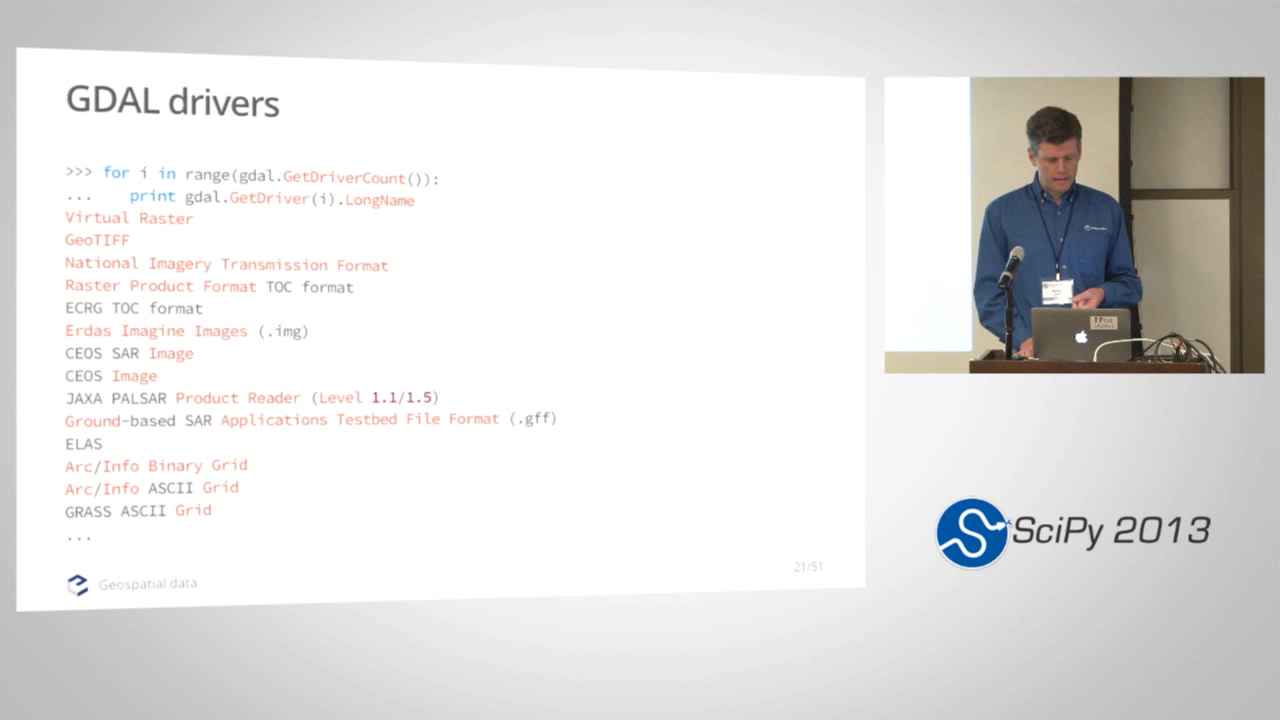 GDAL drivers
>>> for i in range(gdal.GetDriverCount()):
... print gdal.GetDriver(i).LongName
Virtual Raster
GeoTIFF
National Imagery Transmission Format
Raster Product Format TOC format
ECRG TOC format
Erdas Imagine Images (.img)
CEOS SAR Image
CEOS Image
JAXA PALSAR Product Reader (Level 1.1/1.5)
Ground-based SAR Applications Testbed File Format (.gff)
ELAS
Arc/Info Binary Grid
Arc/Info ASCII Grid
GRASS ASCII Grid
...
Geospatial data
21/51
SciPy 2013